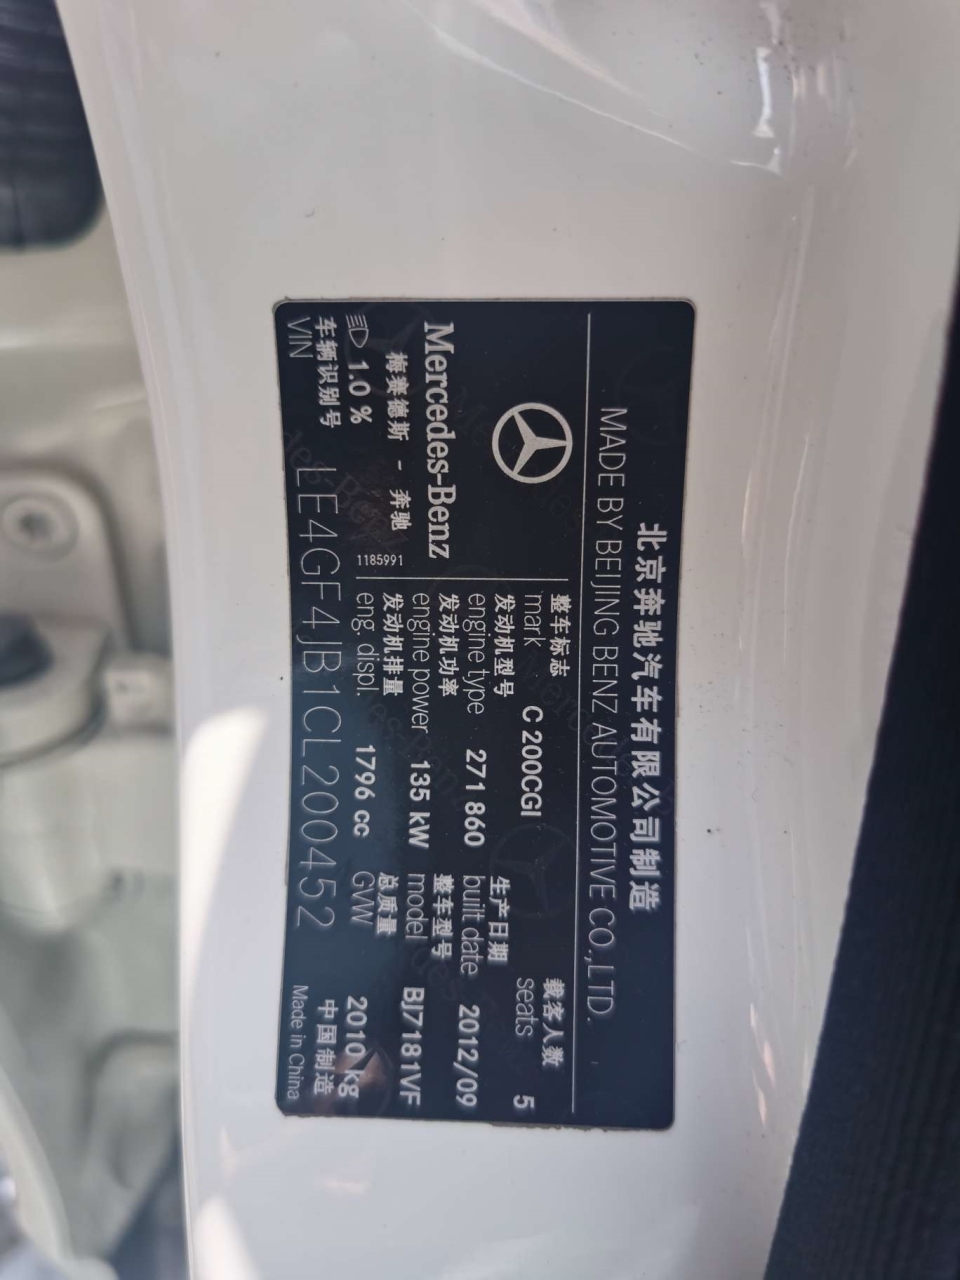 北京奔驰汽车有限公司制造
MADE BY BEIJING BENZ AUTOMOTIVE CO.,LTD.
整车标志 载客人数
mark C 200CGI seats 5
发动机型号 生产日期
engine type 271 860 built date 2012/09
Mercedes-Benz
发动机功率 整车型号
engine power 135 kW model BJ7181VF
梅赛德斯 - 奔驰
发动机排量 总质量
1.0 % 1185991 eng. displ. 1796 cc GVW 2010 kg
车辆识别号 中国制造
VIN LE4GF4JB1CL200452 Made in China